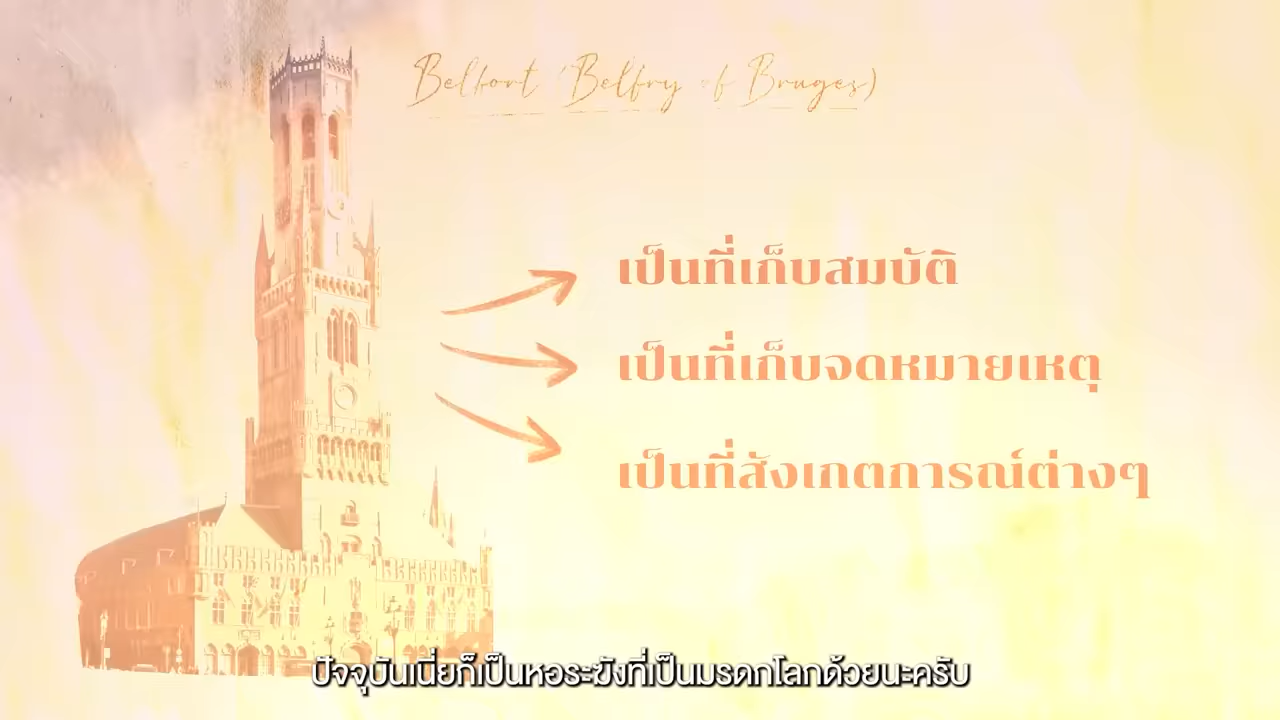 Belfort (Belfry of Bruges)
เป็นที่เก็บสมบัติ
เป็นที่เก็บจดหมายเหตุ
เป็นที่สังเกตการณ์ต่างๆ
ปัจจุบันเนี่ยก็เป็นหอระฆังที่เป็นมรดกโลกด้วยนะครับ